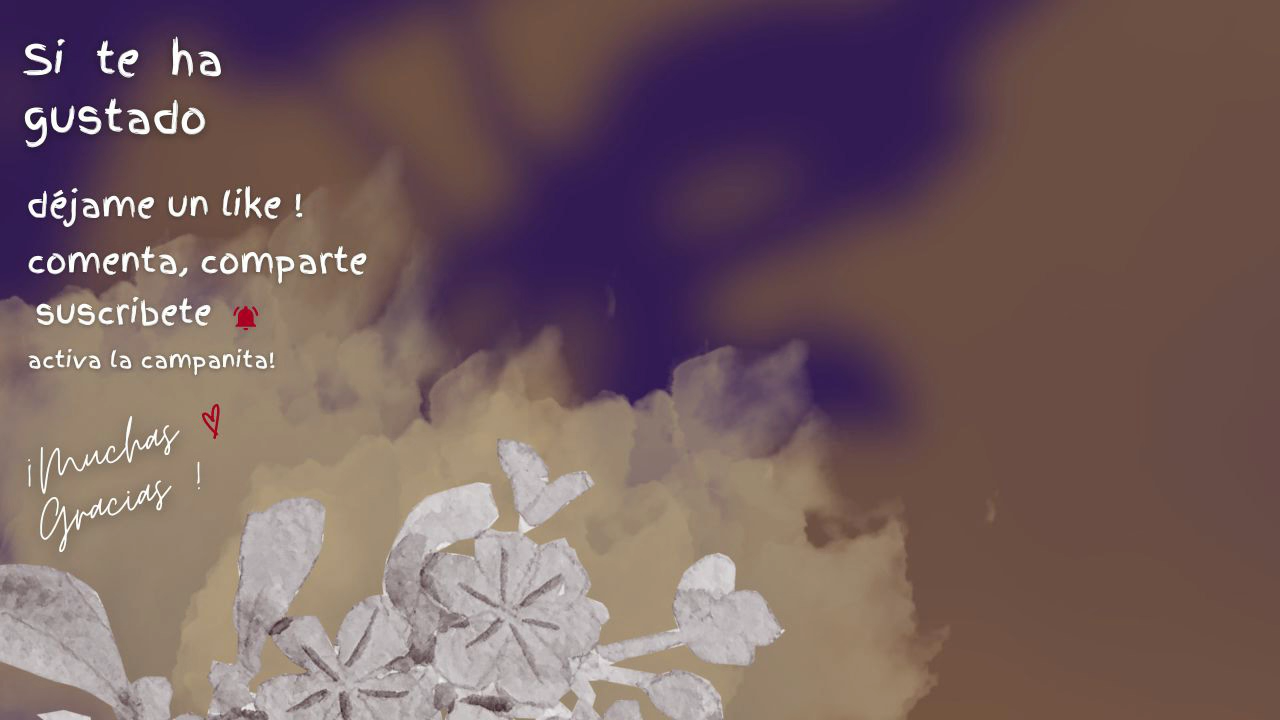 Si te ha
gustado
déjame un like !
comenta, comparte
suscribete
activa la campanita!
¡Muchas
Gracias !